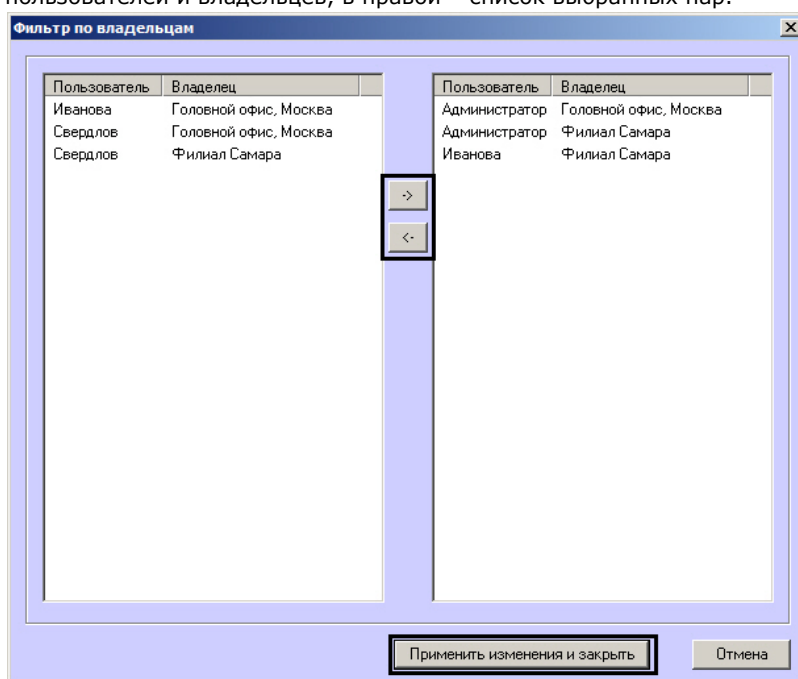 пользователей и владельцев, в правой – список выбранных пар.
Фильтр по владельцам
Пользователь Владелец Пользователь Владелец
Иванова Головной офис, Москва Администратор Головной офис, Москва
Свердлов Головной офис, Москва Администратор Филиал Самара
Свердлов Филиал Самара Иванова Филиал Самара
->
<-
Применить изменения и закрыть Отмена